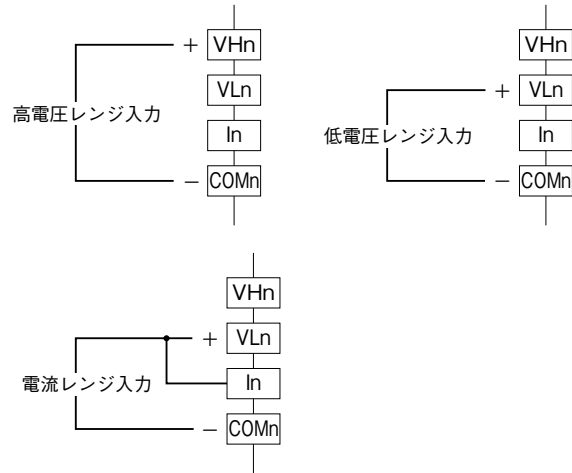 + VHn
VLn
高電圧レンジ入力
In
− COMn
VHn
+ VLn
低電圧レンジ入力
In
− COMn
VHn
+ VLn
電流レンジ入力
In
− COMn